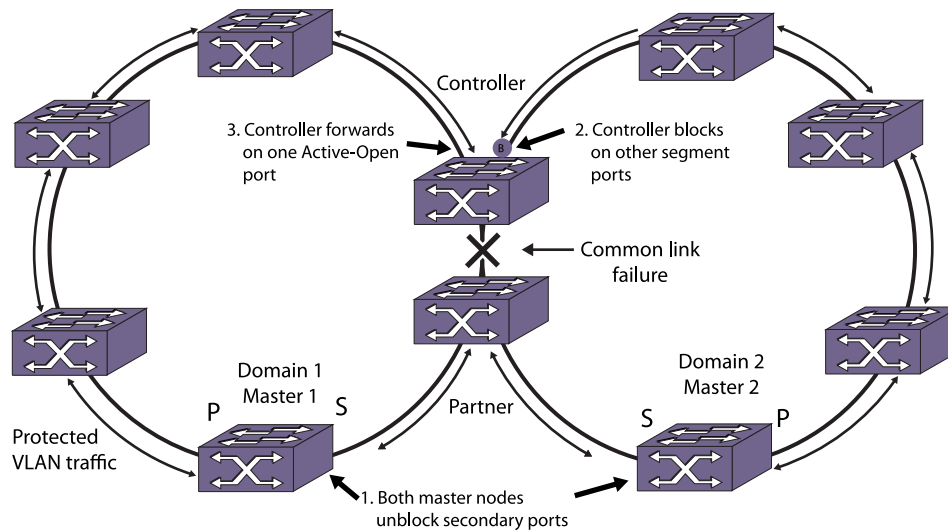 Controller
3. Controller forwards
on one Active-Open
port
B
2. Controller blocks
on other segment
ports
Common link
failure
Domain 1
Master 1
P
S
Partner
Domain 2
Master 2
S
P
Protected
VLAN traffic
1. Both master nodes
unblock secondary ports